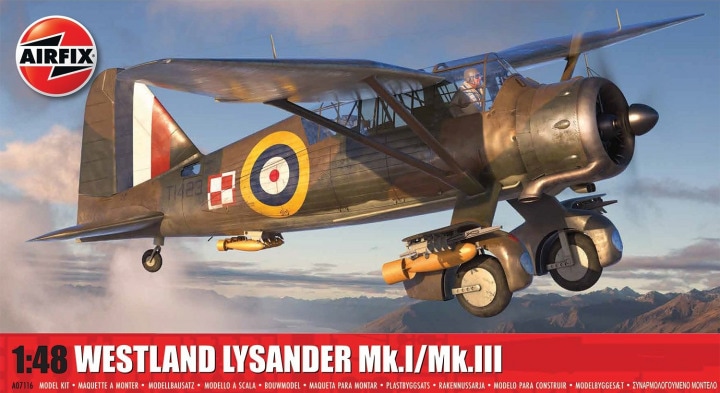 AIRFIX
T1423
1:48 WESTLAND LYSANDER Mk.I/Mk.III
A07116 MODEL KIT • MAQUETTE A MONTER • MODELLBAUSATZ • MODELLO A SCALA • BOUWMODEL • MAQUETA PARA MONTAR • PLASTBYGGSATS • RAKENNUSSARJA • MODELO PARA CONSTRUIR • MODELBYGGESÆT • ΣΥΝΑΡΜΟΛΟΓΟΥΜΕΝΟ ΜΟΝΤΕΛΟ